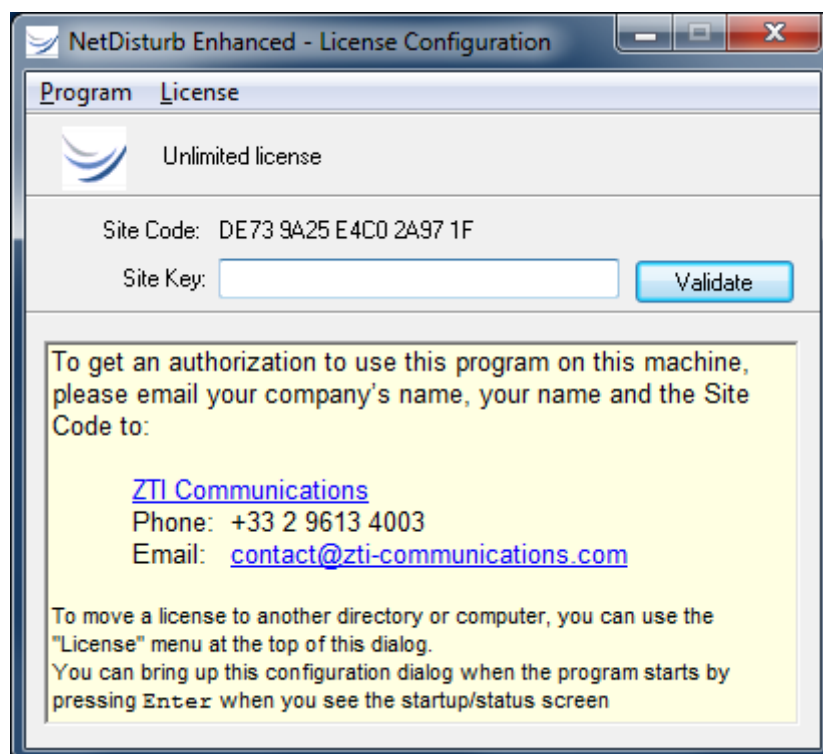 NetDisturb Enhanced - License Configuration
Program License
Unlimited license
Site Code: DE73 9A25 E4C0 2A97 1F
Site Key:
Validate
To get an authorization to use this program on this machine,
please email your company's name, your name and the Site
Code to:
ZTI Communications
Phone: +33 2 9613 4003
Email: contact@zti-communications.com
To move a license to another directory or computer, you can use the
"License" menu at the top of this dialog.
You can bring up this configuration dialog when the program starts by
pressing Enter when you see the startup/status screen